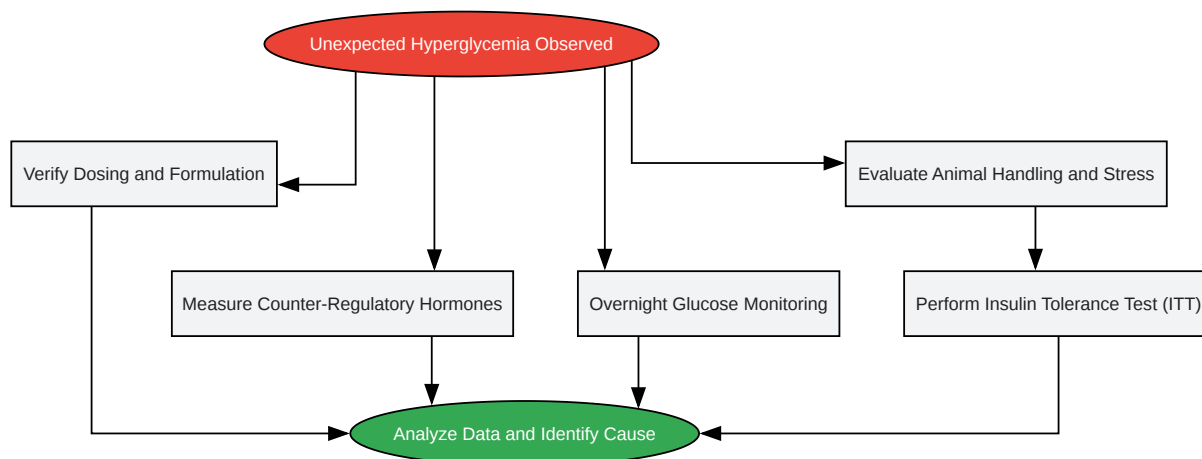 Unexpected Hyperglycemia Observed
Verify Dosing and Formulation
Evaluate Animal Handling and Stress
Measure Counter-Regulatory Hormones
Overnight Glucose Monitoring
Perform Insulin Tolerance Test (ITT)
Analyze Data and Identify Cause